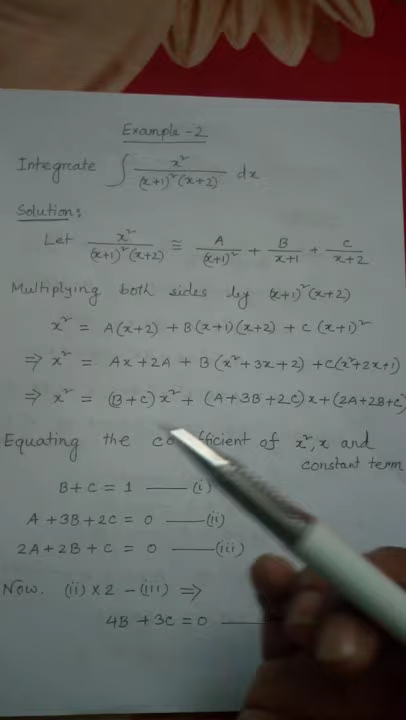 Example-2
Integrate ∫ x²/((x+1)²(x+2)) dx
Solution:
Let x²/((x+1)²(x+2)) ≡ A/(x+1)² + B/(x+1) + C/(x+2)
Multiplying both sides by (x+1)²(x+2)
x² = A(x+2) + B(x+1)(x+2) + C(x+1)²
⇒ x² = Ax+2A + B(x²+3x+2) + C(x²+2x+1)
⇒ x² = (B+C)x² + (A+3B+2C)x + (2A+2B+C)
Equating the coefficient of x², x and
constant term
B+C = 1 —— (i)
A+3B+2C = 0 —— (ii)
2A+2B+C = 0 —— (iii)
Now. (ii) × 2 - (iii) ⇒
4B+3C = 0 ——